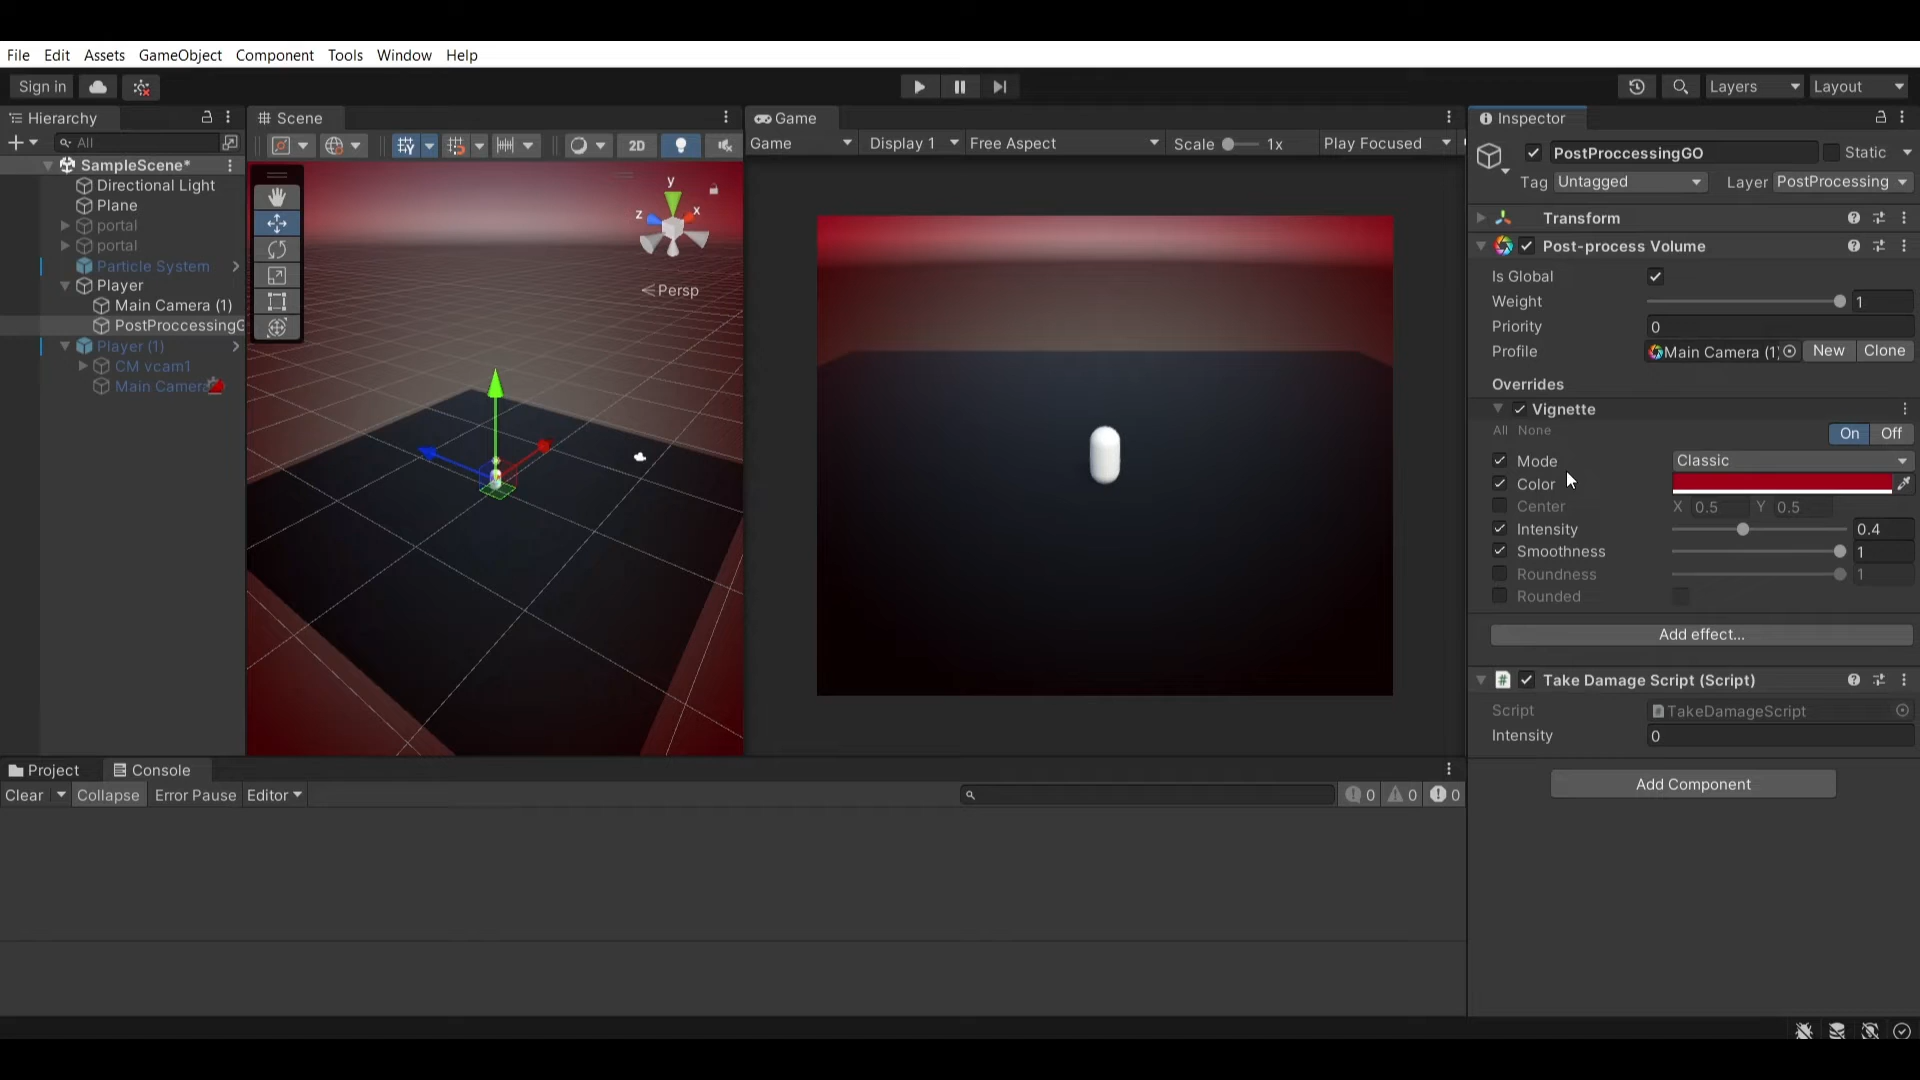 File Edit Assets GameObject Component Tools Window Help
Sign in
Layers Layout
Hierarchy
All
SampleScene*
Directional Light
Plane
portal
portal
Particle System
Player
Main Camera (1)
PostProccessingG
Player (1)
CM vcam1
Main Camera
Scene
2D
y
z x
Persp
Game
Game Display 1 Free Aspect Scale 1x Play Focused
Inspector
PostProccessingGO Static
Tag Untagged Layer PostProcessing
Transform
Post-process Volume
Is Global
Weight 1
Priority 0
Profile Main Camera (1) New Clone
Overrides
Vignette
All None On Off
Mode Classic
Color
Center X 0.5 Y 0.5
Intensity 0.4
Smoothness 1
Roundness 1
Rounded
Add effect...
# Take Damage Script (Script)
Script TakeDamageScript
Intensity 0
Add Component
Project Console
Clear Collapse Error Pause Editor 0 0 0